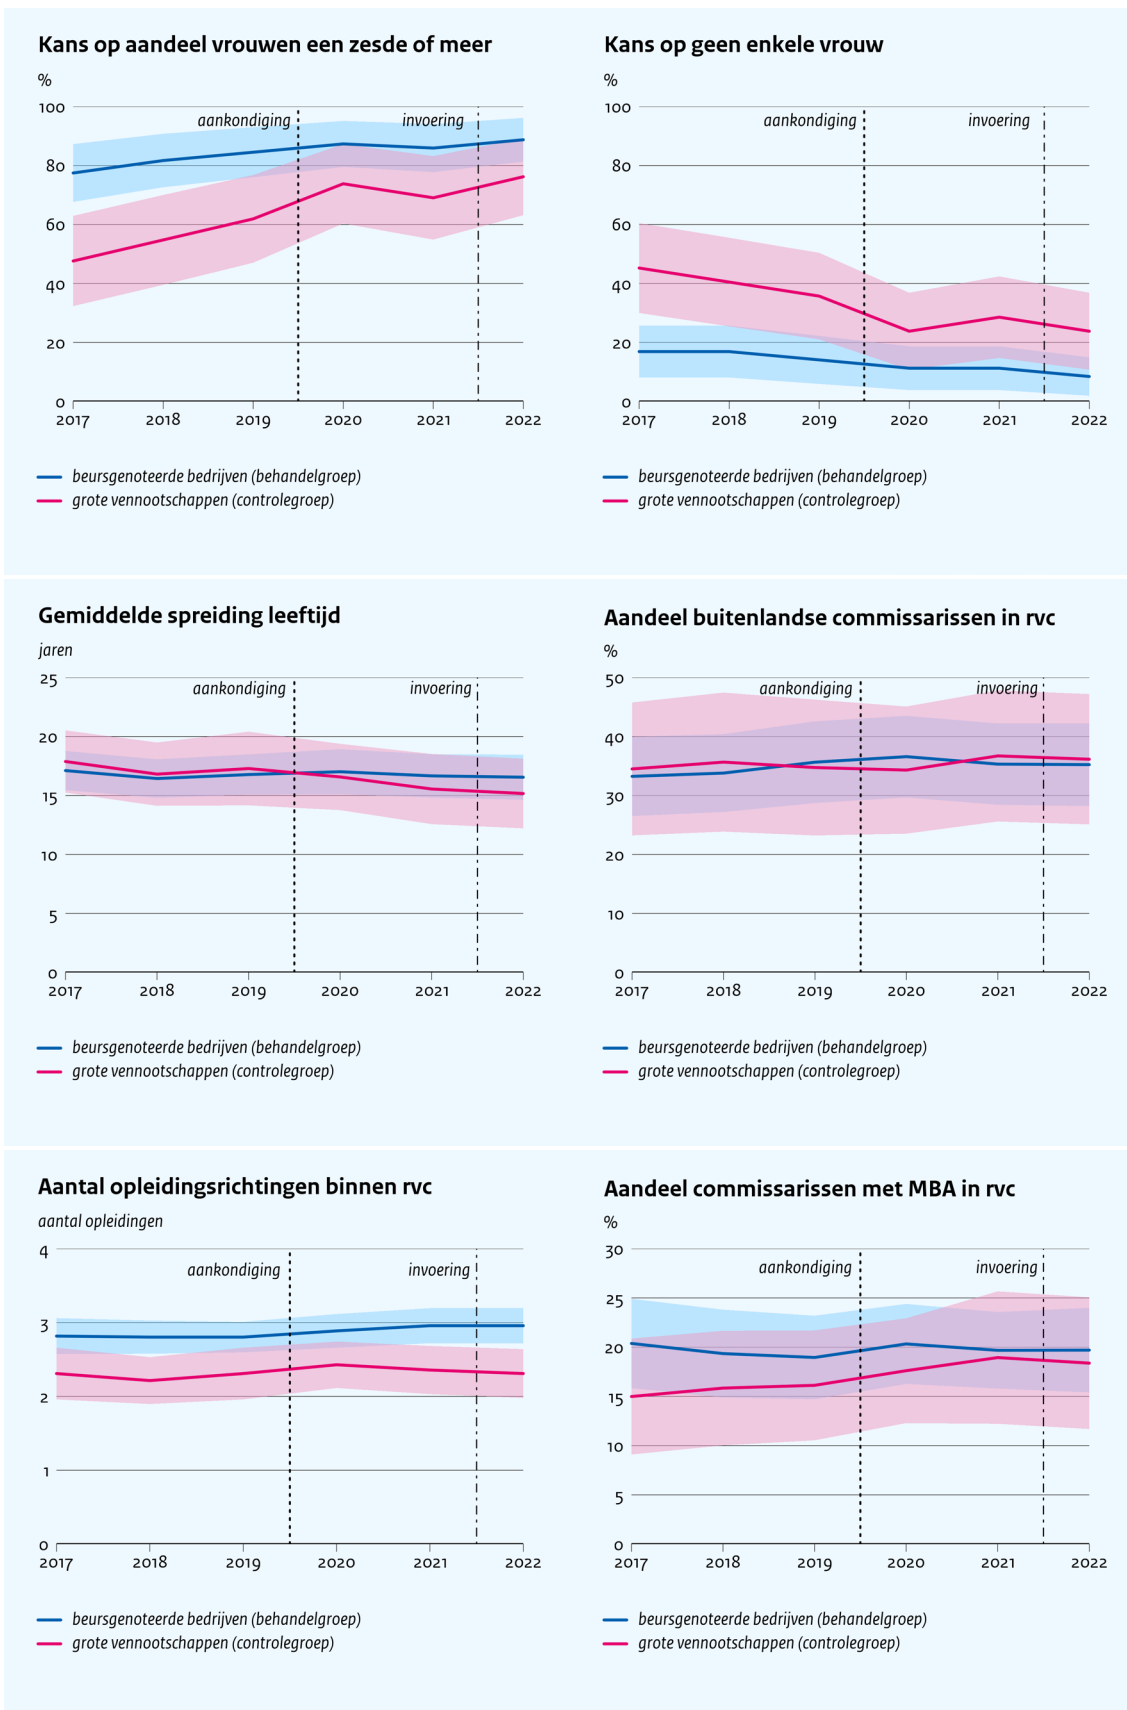 Kans op aandeel vrouwen een zesde of meer
%
100
80
60
40
20
0
aankondiging
invoering
2017 2018 2019 2020 2021 2022
beursgenoteerde bedrijven (behandelgroep)
grote vennootschappen (controlegroep)
Kans op geen enkele vrouw
%
100
80
60
40
20
0
aankondiging
invoering
2017 2018 2019 2020 2021 2022
beursgenoteerde bedrijven (behandelgroep)
grote vennootschappen (controlegroep)
Gemiddelde spreiding leeftijd
jaren
25
20
15
10
5
0
aankondiging
invoering
2017 2018 2019 2020 2021 2022
beursgenoteerde bedrijven (behandelgroep)
grote vennootschappen (controlegroep)
Aandeel buitenlandse commissarissen in rvc
%
50
40
30
20
10
0
aankondiging
invoering
2017 2018 2019 2020 2021 2022
beursgenoteerde bedrijven (behandelgroep)
grote vennootschappen (controlegroep)
Aantal opleidingsrichtingen binnen rvc
aantal opleidingen
4
3
2
1
0
aankondiging
invoering
2017 2018 2019 2020 2021 2022
beursgenoteerde bedrijven (behandelgroep)
grote vennootschappen (controlegroep)
Aandeel commissarissen met MBA in rvc
%
30
25
20
15
10
5
0
aankondiging
invoering
2017 2018 2019 2020 2021 2022
beursgenoteerde bedrijven (behandelgroep)
grote vennootschappen (controlegroep)